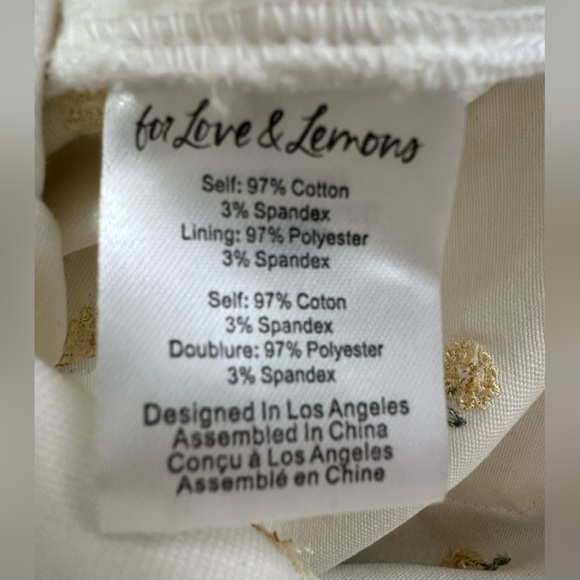 for Love & Lemons
Self: 97% Cotton
3% Spandex
Lining: 97% Polyester
3% Spandex
Self: 97% Coton
3% Spandex
Doublure: 97% Polyester
3% Spandex
Designed In Los Angeles
Assembled In China
Conçu à Los Angeles
Assemblé en Chine